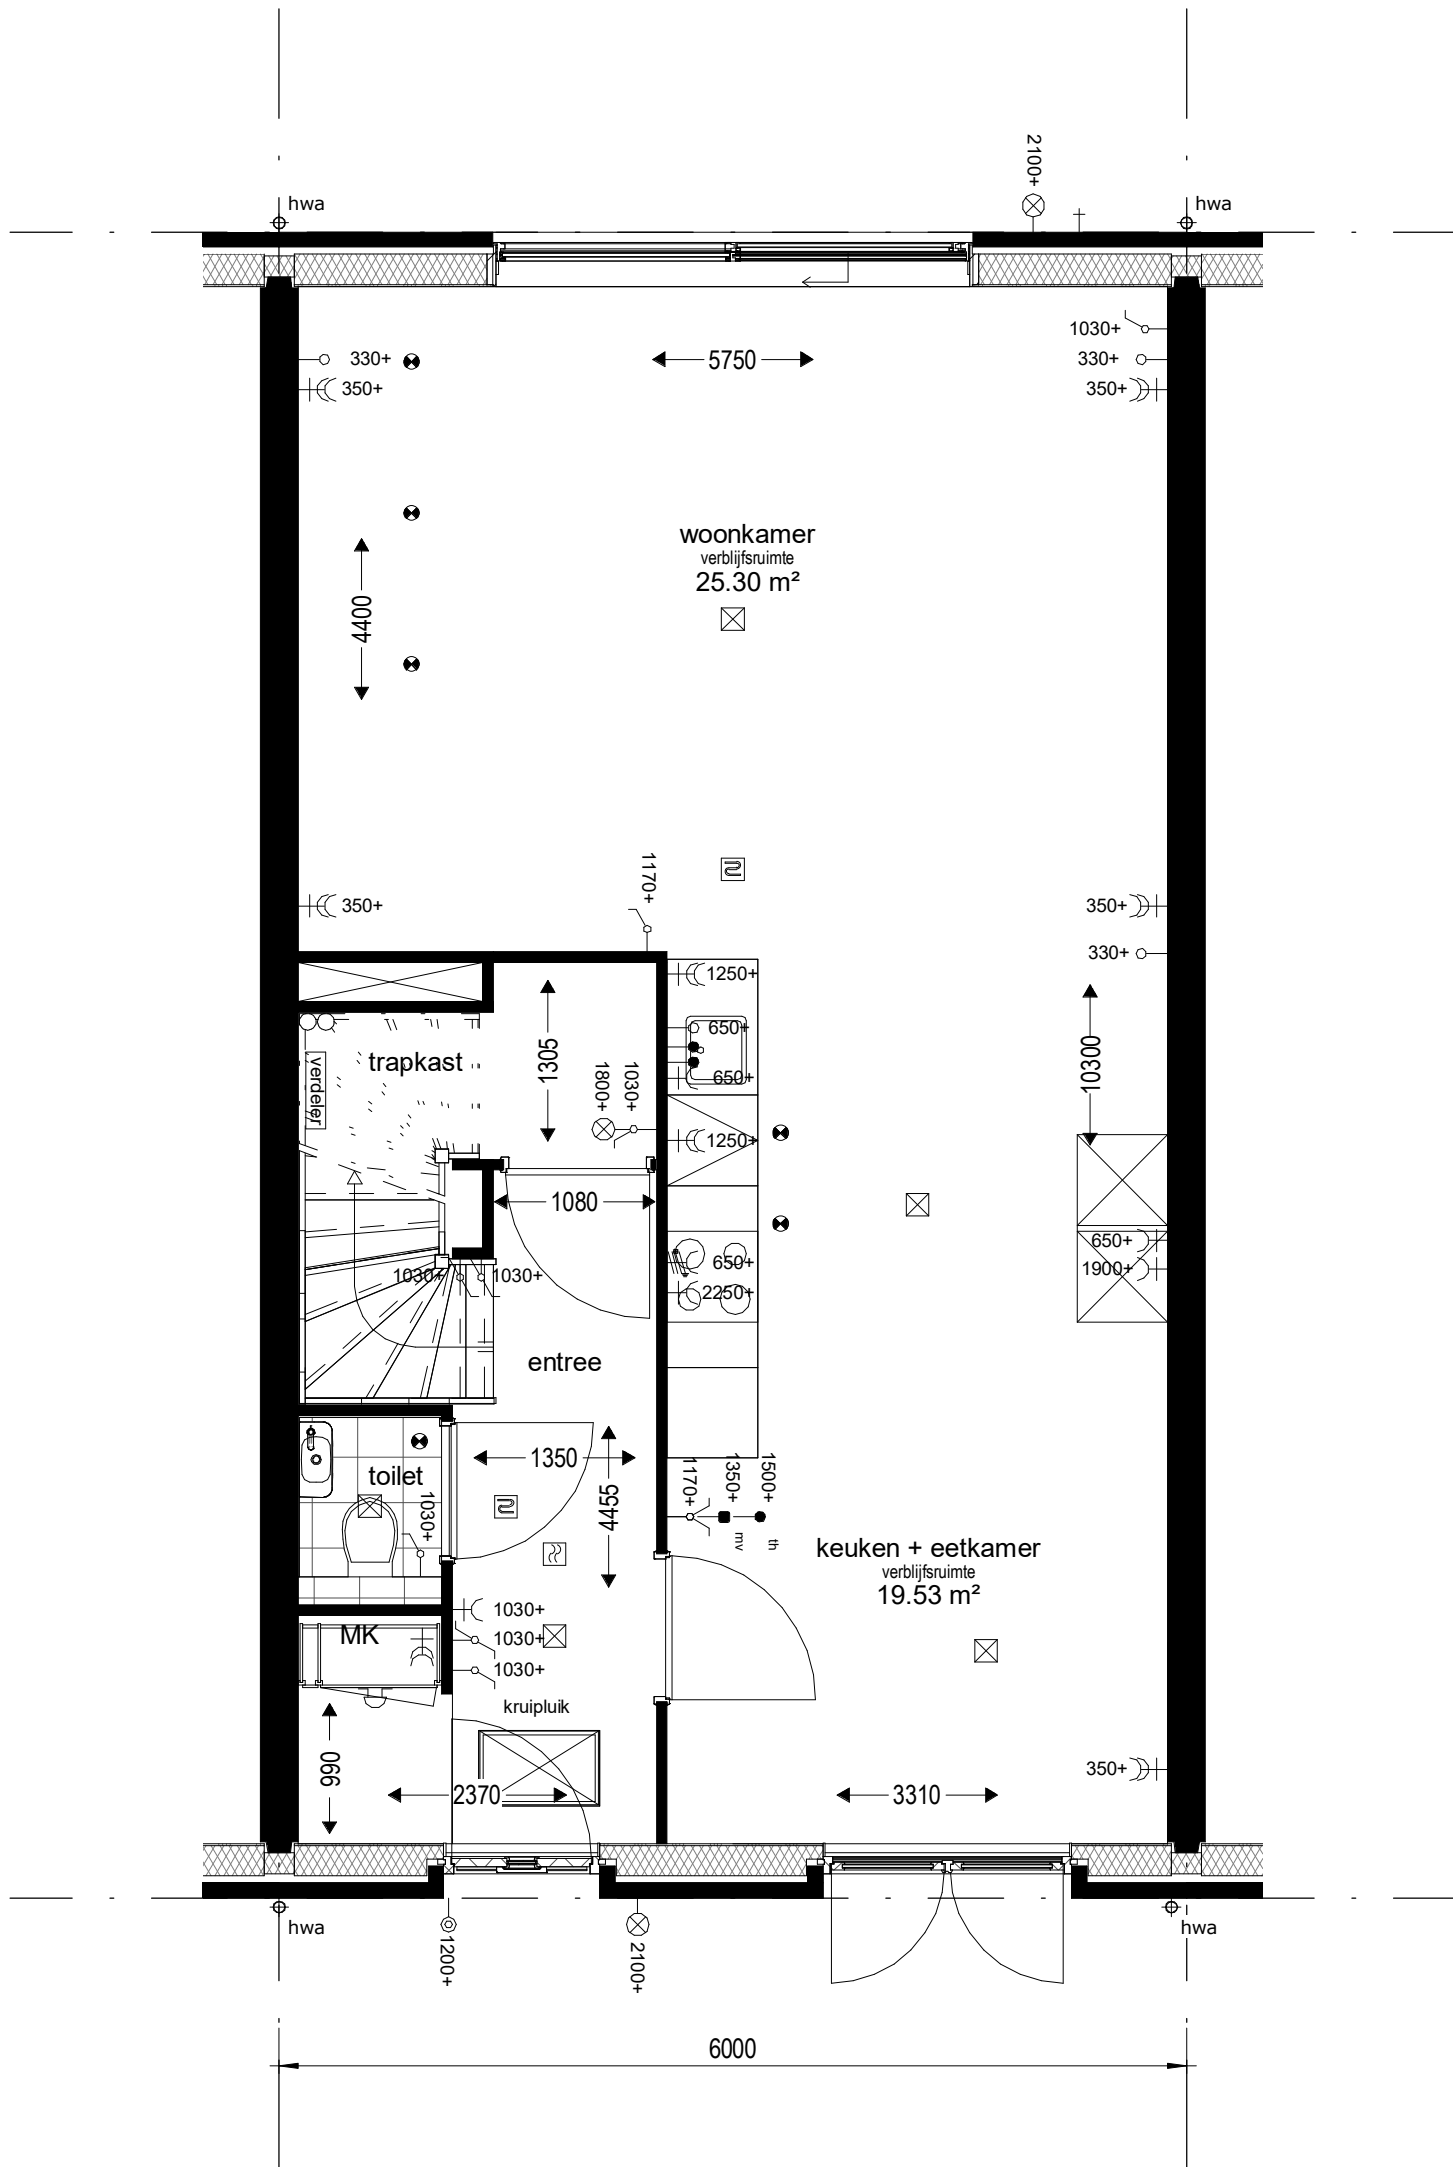 2100+
hwa
hwa
1030+
330+
5750
330+
350+
350+
woonkamer
verblijfsruimte
25.30 m²
4400
1170+
350+
350+
330+
1250+
650+
trapkast
1305
10300
verdeler
1800+
1030+
650+
1250+
1080
650+
650+
1900+
1030+
1030+
2250+
entree
1350
1170+
1350+
1500+
toilet
4455
1030+
mv
th
keuken + eetkamer
verblijfsruimte
19.53 m²
1030+
MK
1030+
1030+
kruipluik
990
350+
2370
3310
hwa
1200+
2100+
hwa
6000